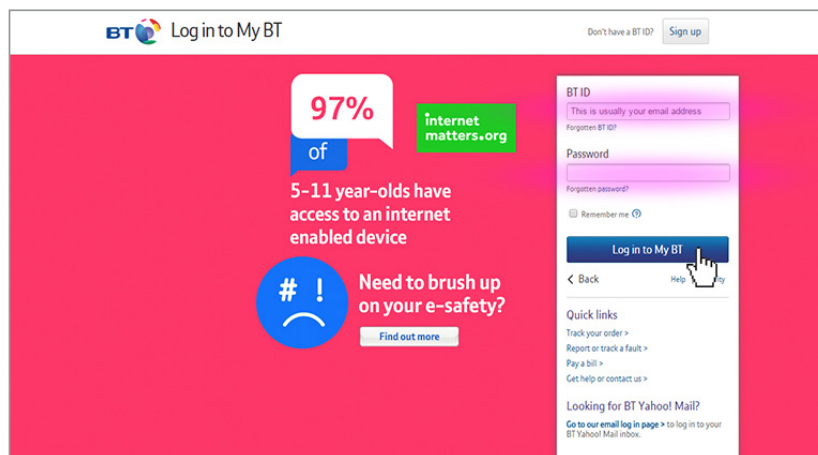 BT Log in to My BT
Don't have a BT ID? Sign up
97%
of
5-11 year-olds have
access to an internet
enabled device
internet
matters.org
# !
Need to brush up
on your e-safety?
Find out more
BT ID
This is usually your email address
Forgotten BT ID?
Password
Forgotten password?
Remember me ?
Log in to My BT
< Back
Help
Quick links
Track your order >
Report or track a fault >
Pay a bill >
Get help or contact us >
Looking for BT Yahoo! Mail?
Go to our email log in page > to log in to your
BT Yahoo! Mail inbox.